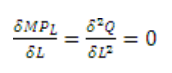 δMP_L/δL = δ²Q/δL² = 0